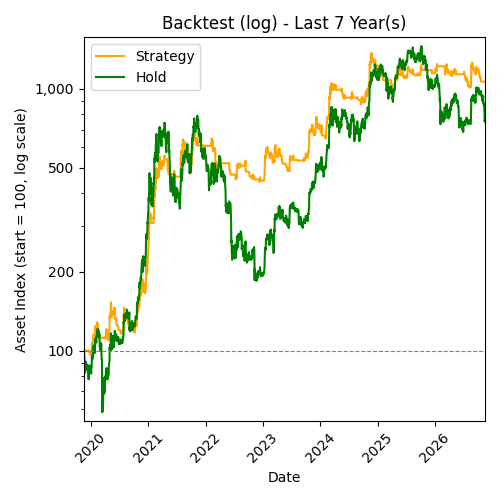 Backtest (log) - Last 7 Year(s)
Strategy
Hold
Asset Index (start = 100, log scale)
1,000
500
200
100
2020
2021
2022
2023
2024
2025
2026
Date